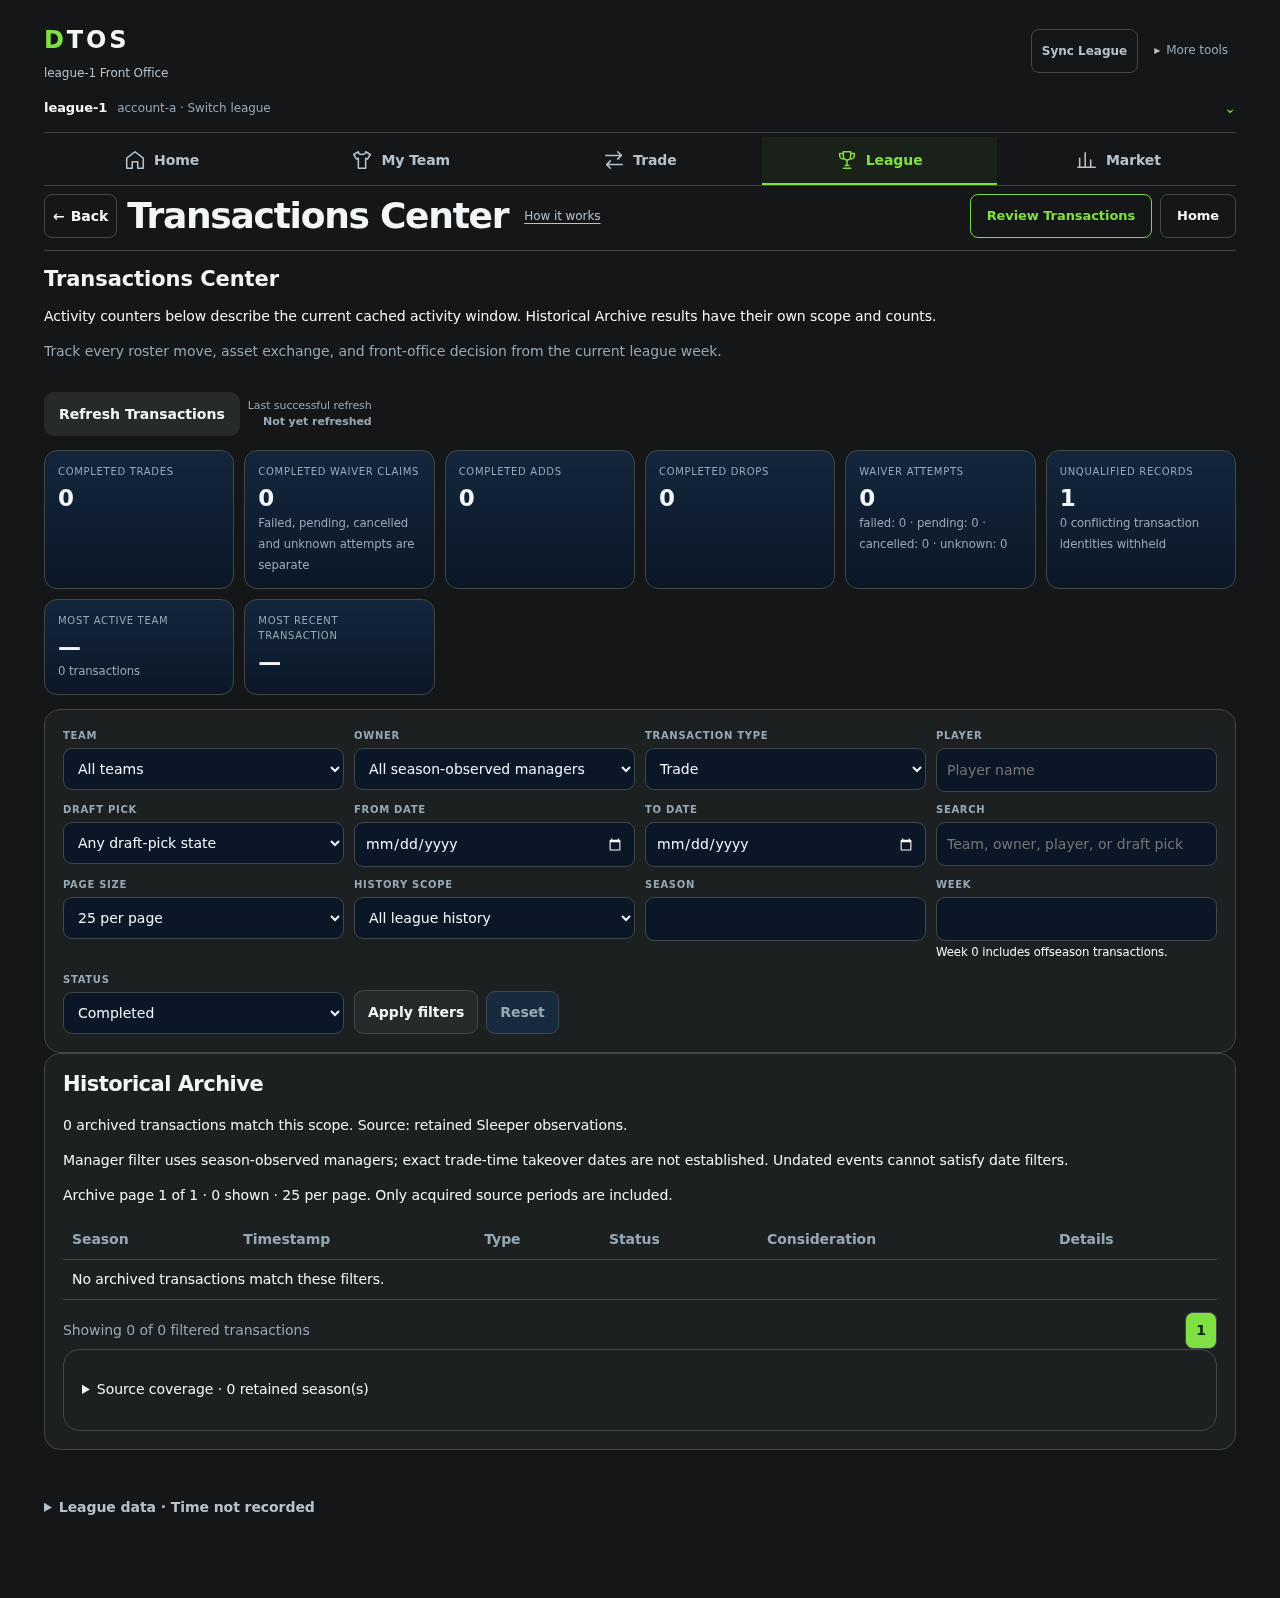 DTOS
league-1 Front Office
Sync League
▸ More tools
league-1 account-a · Switch league
Home
My Team
Trade
League
Market
← Back
Transactions Center
How it works
Review Transactions
Home
Transactions Center
Activity counters below describe the current cached activity window. Historical Archive results have their own scope and counts.
Track every roster move, asset exchange, and front-office decision from the current league week.
Refresh Transactions
Last successful refresh
Not yet refreshed
COMPLETED TRADES
0
COMPLETED WAIVER CLAIMS
0
Failed, pending, cancelled
and unknown attempts are
separate
COMPLETED ADDS
0
COMPLETED DROPS
0
WAIVER ATTEMPTS
0
failed: 0 · pending: 0 ·
cancelled: 0 · unknown: 0
UNQUALIFIED RECORDS
1
0 conflicting transaction
identities withheld
MOST ACTIVE TEAM
—
0 transactions
MOST RECENT
TRANSACTION
—
TEAM
All teams
OWNER
All season-observed managers
TRANSACTION TYPE
Trade
PLAYER
Player name
DRAFT PICK
Any draft-pick state
FROM DATE
mm/dd/yyyy
TO DATE
mm/dd/yyyy
SEARCH
Team, owner, player, or draft pick
PAGE SIZE
25 per page
HISTORY SCOPE
All league history
SEASON
WEEK
Week 0 includes offseason transactions.
STATUS
Completed
Apply filters
Reset
Historical Archive
0 archived transactions match this scope. Source: retained Sleeper observations.
Manager filter uses season-observed managers; exact trade-time takeover dates are not established. Undated events cannot satisfy date filters.
Archive page 1 of 1 · 0 shown · 25 per page. Only acquired source periods are included.
Season Timestamp Type Status Consideration Details
No archived transactions match these filters.
Showing 0 of 0 filtered transactions
1
▶ Source coverage · 0 retained season(s)
▶ League data · Time not recorded